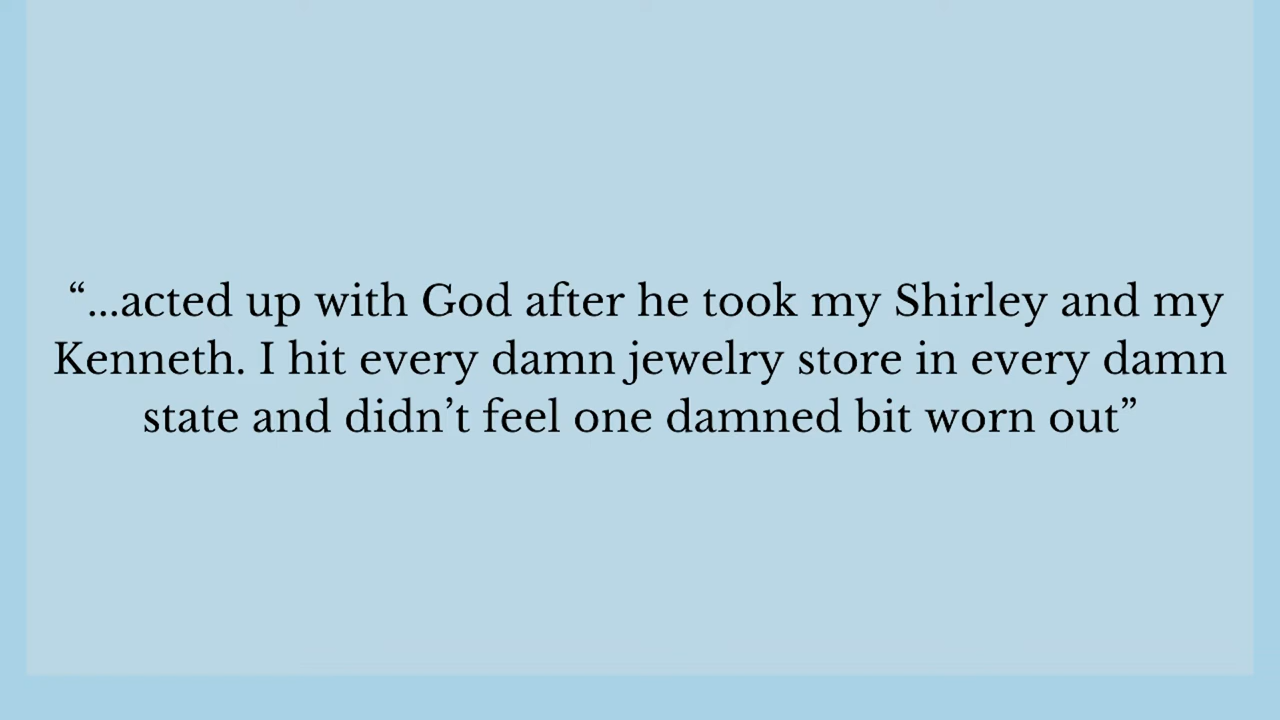 “...acted up with God after he took my Shirley and my
Kenneth. I hit every damn jewelry store in every damn
state and didn’t feel one damned bit worn out”